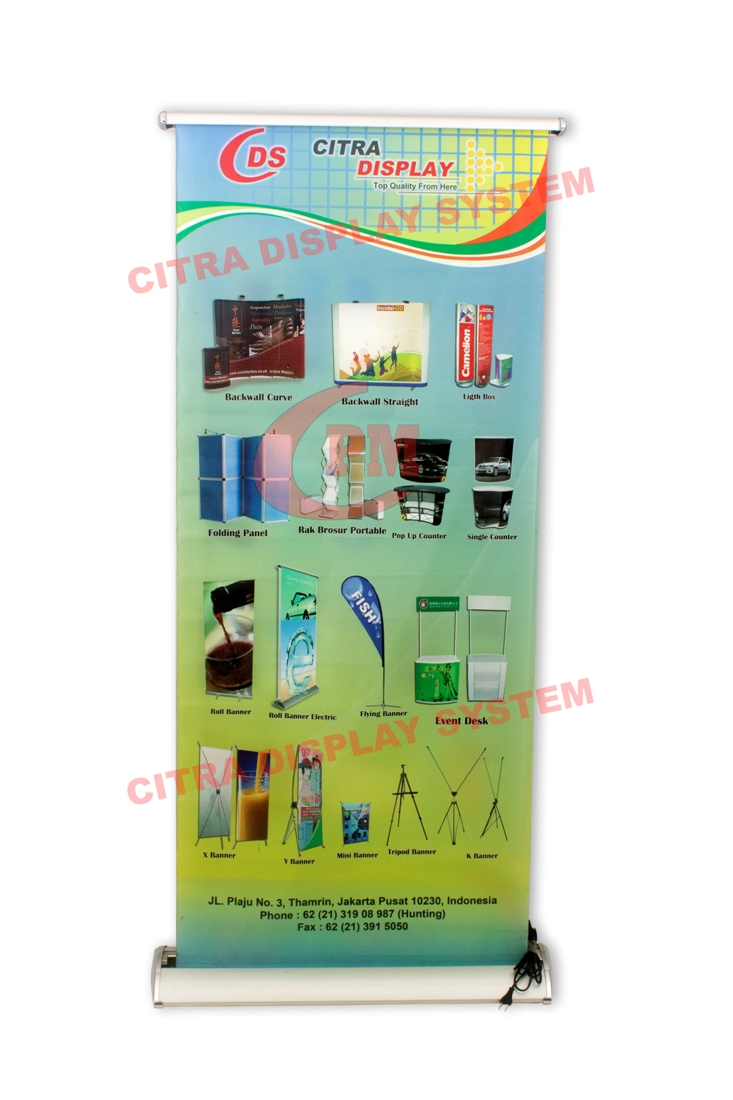 CDS CITRA
DISPLAY
Top Quality From Here
CITRA DISPLAY SYSTEM
Backwall Curve
Backwall Straight
Camelion
Ligth Box
CPM
Folding Panel
Rak Brosur Portable
Pop Up Counter
Single Counter
FISH
Roll Banner
Roll Banner Electric
Flying Banner
Event Desk
CITRA DISPLAY SYSTEM
X Banner
Y Banner
Mini Banner
Tripod Banner
K Banner
JL. Plaju No. 3, Thamrin, Jakarta Pusat 10230, Indonesia
Phone : 62 (21) 319 08 987 (Hunting)
Fax : 62 (21) 391 5050